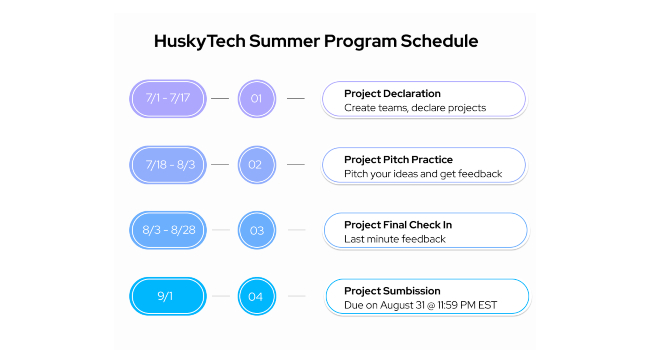 HuskyTech Summer Program Schedule
7/1 - 7/17
01
Project Declaration
Create teams, declare projects
7/18 - 8/3
02
Project Pitch Practice
Pitch your ideas and get feedback
8/3 - 8/28
03
Project Final Check In
Last minute feedback
9/1
04
Project Sumbission
Due on August 31 @ 11:59 PM EST